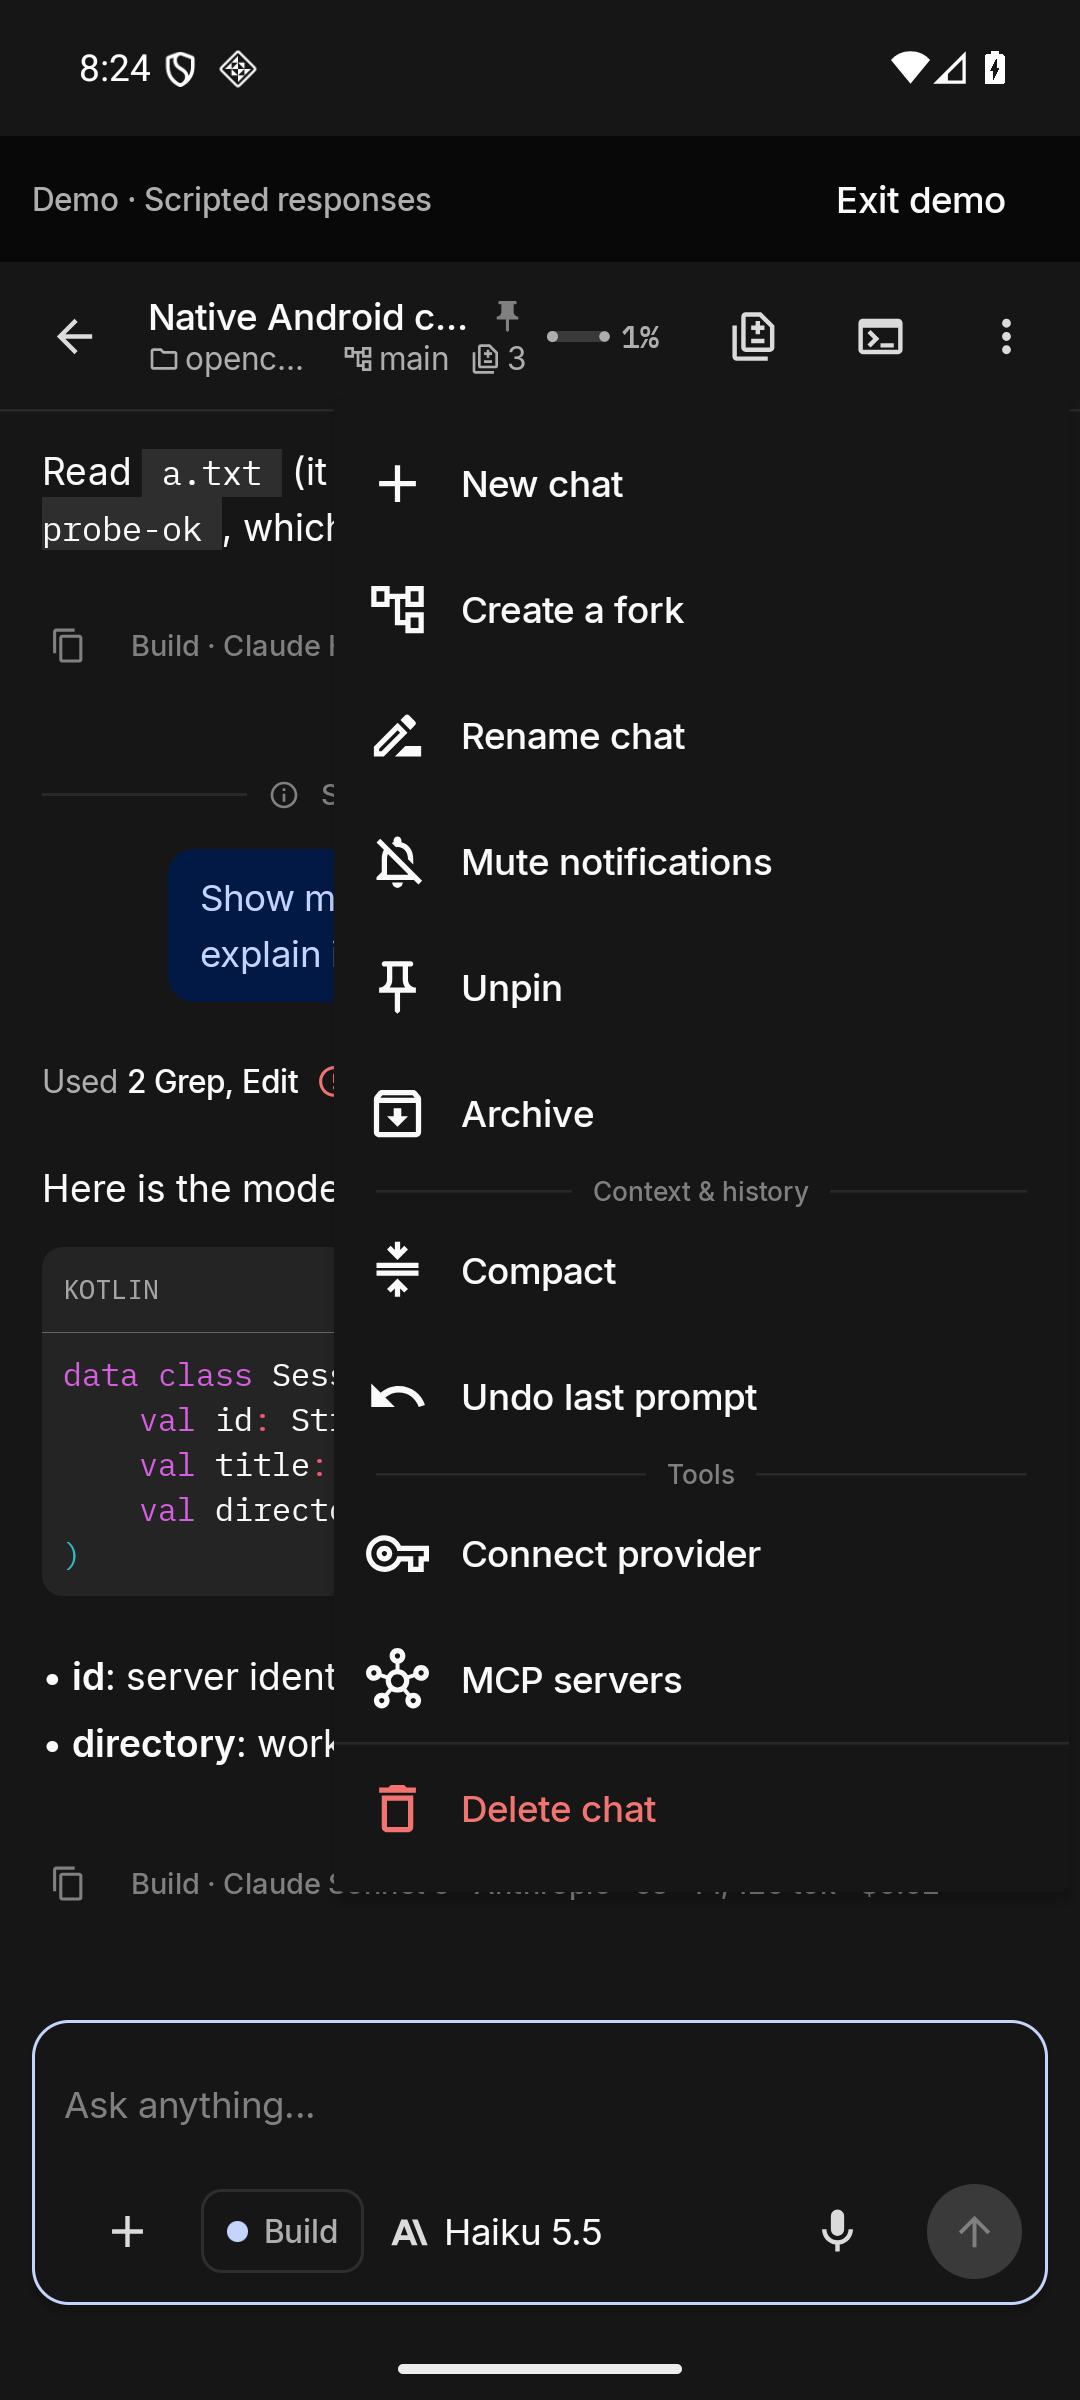 8:24
Demo · Scripted responses
Exit demo
Native Android c...
openc...
main
3
1%
Read a.txt (it
probe-ok , which
Build · Claude
Show m
explain
Used 2 Grep, Edit
Here is the mode
KOTLIN
data class Sess
val id: Str
val title:
val directo
)
• id: server ident
• directory: work
Build · Claude
New chat
Create a fork
Rename chat
Mute notifications
Unpin
Archive
Context & history
Compact
Undo last prompt
Tools
Connect provider
MCP servers
Delete chat
Ask anything...
Build
Haiku 5.5